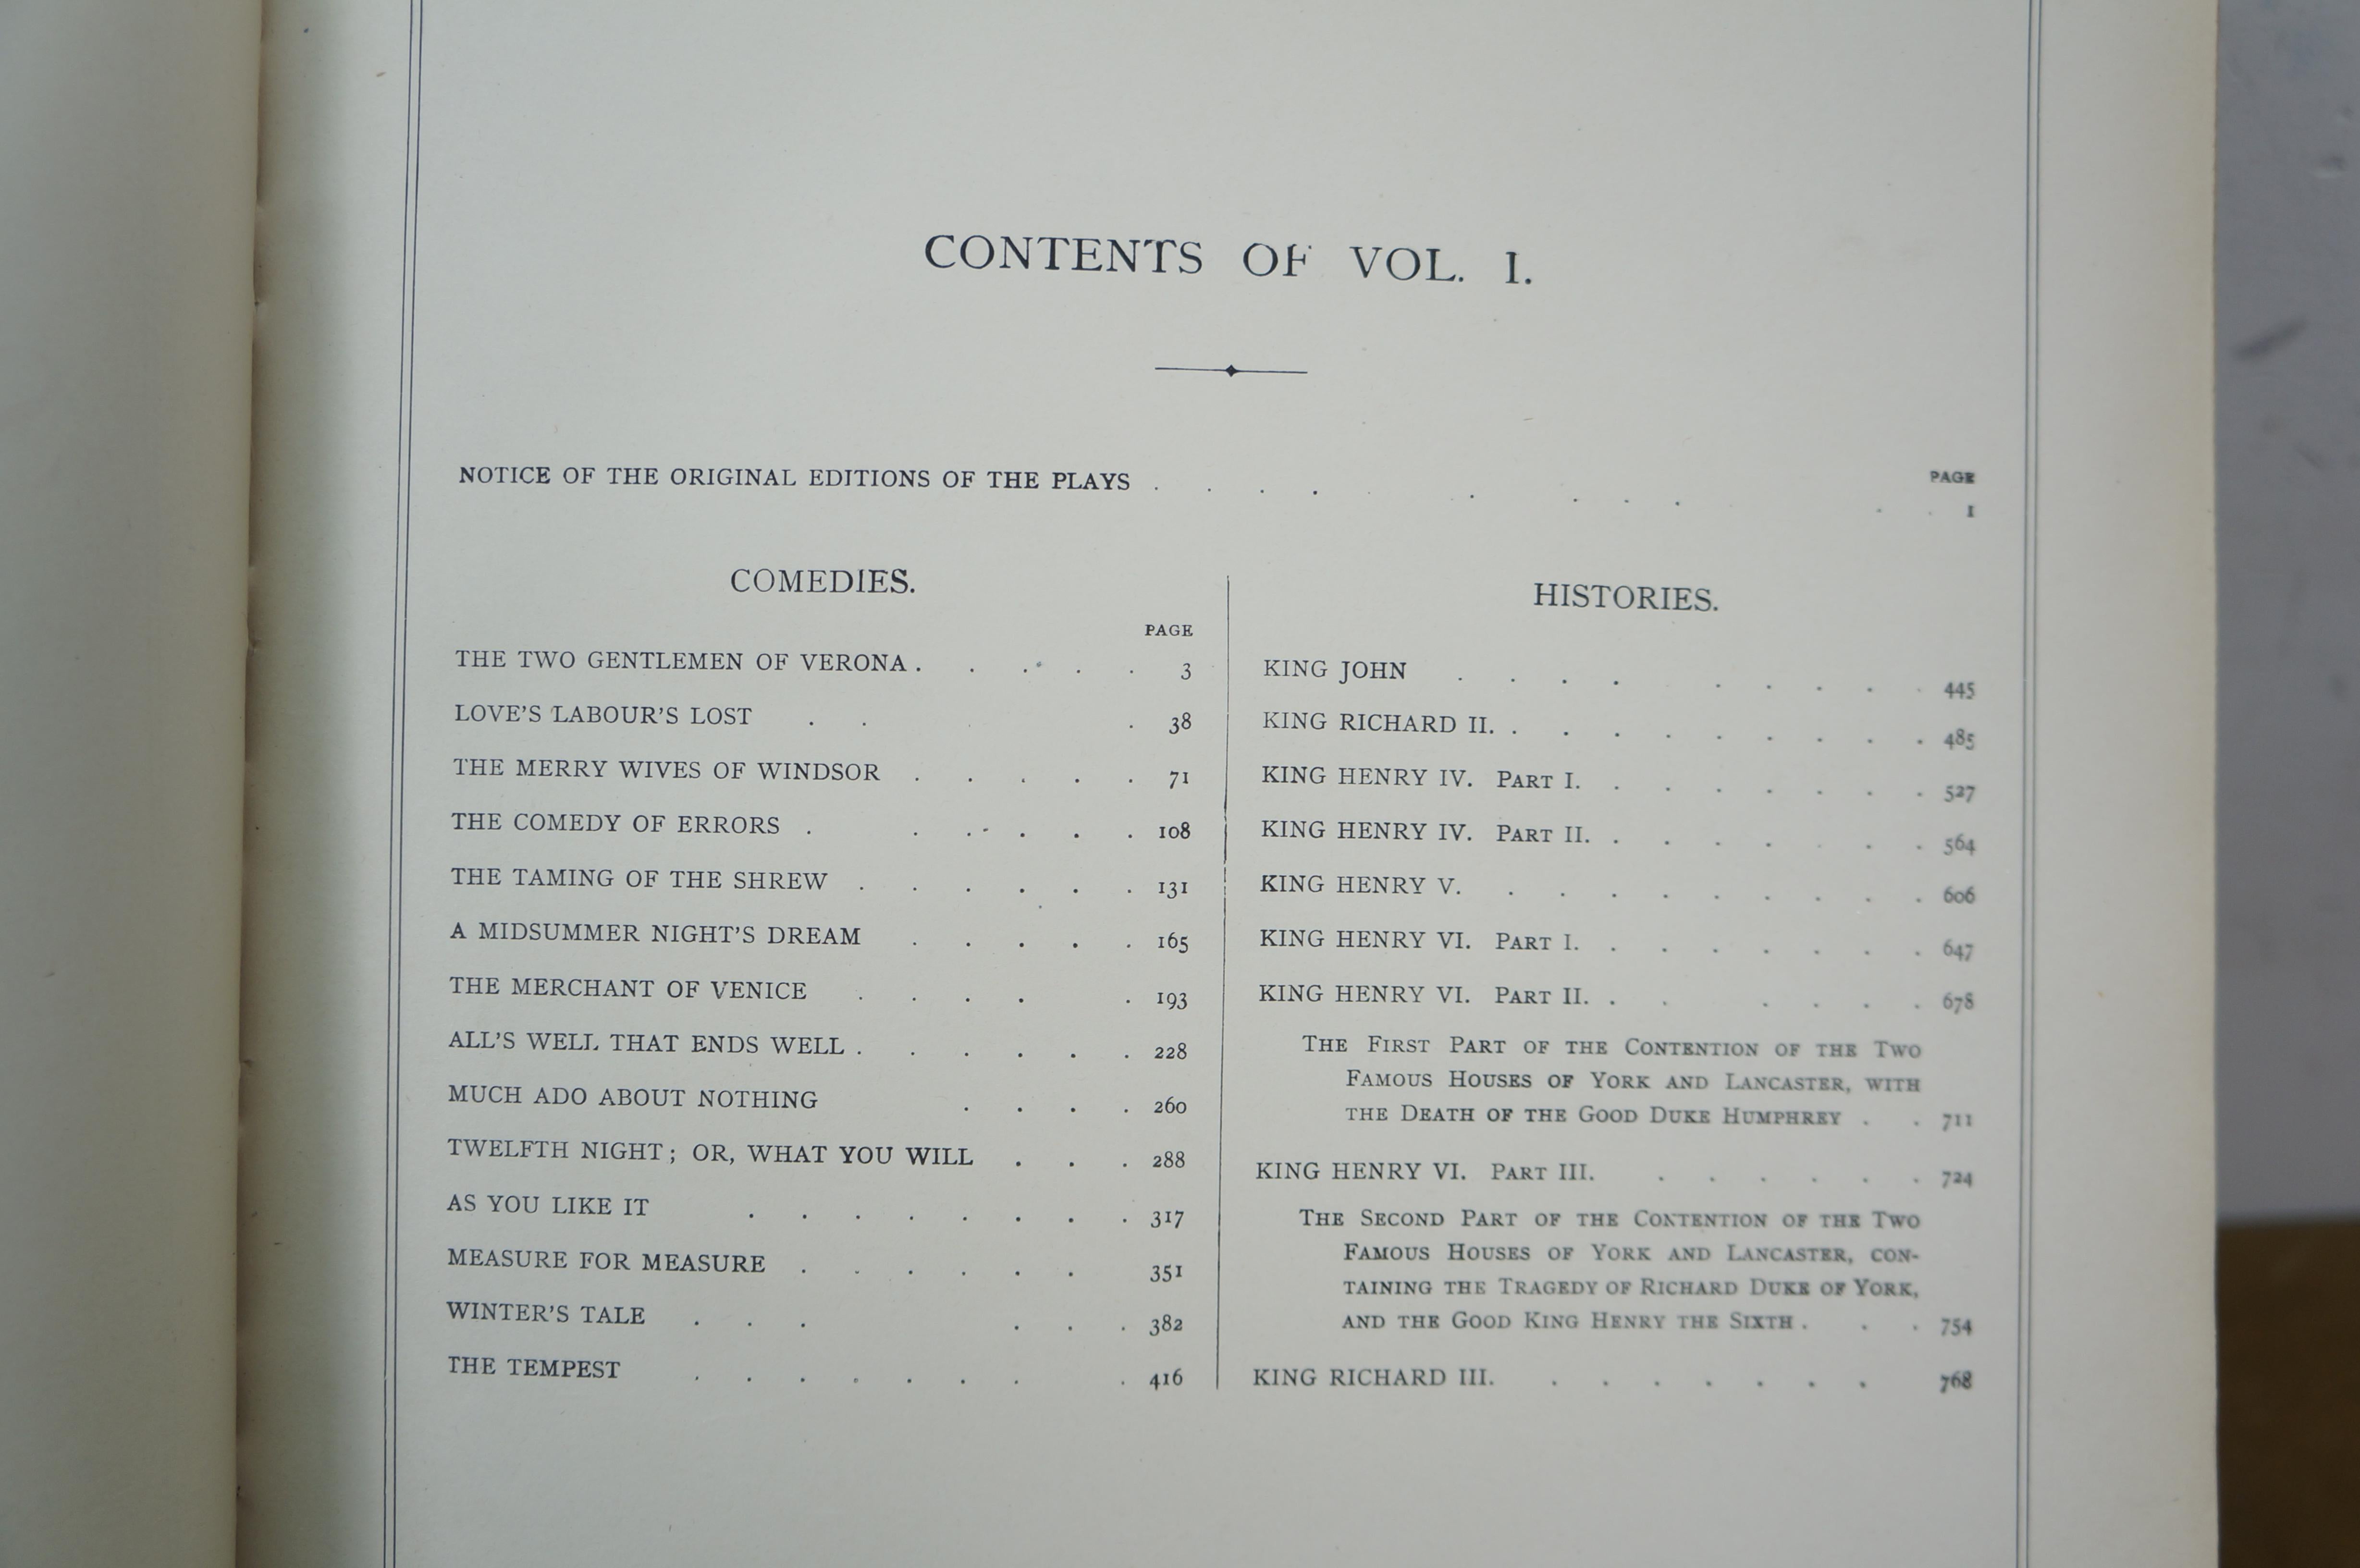 CONTENTS OF VOL. I.
PAGE
NOTICE OF THE ORIGINAL EDITIONS OF THE PLAYS . . . . . . . . . . 1
COMEDIES.
PAGE
THE TWO GENTLEMEN OF VERONA . . . . . 3
LOVE'S LABOUR'S LOST . . . 38
THE MERRY WIVES OF WINDSOR . . . . . 71
THE COMEDY OF ERRORS . . . . . . 108
THE TAMING OF THE SHREW . . . . . . 131
A MIDSUMMER NIGHT'S DREAM . . . . . 165
THE MERCHANT OF VENICE . . . . . 193
ALL'S WELL THAT ENDS WELL . . . . . . 228
MUCH ADO ABOUT NOTHING . . . . 260
TWELFTH NIGHT; OR, WHAT YOU WILL . . . 288
AS YOU LIKE IT . . . . . . . . 317
MEASURE FOR MEASURE . . . . . . 351
WINTER'S TALE . . . . . . 382
THE TEMPEST . . . . . . . . 416
HISTORIES.
KING JOHN . . . . . . . . . 445
KING RICHARD II. . . . . . . . . . 485
KING HENRY IV. PART I. . . . . . . . 527
KING HENRY IV. PART II. . . . . . . . 564
KING HENRY V. . . . . . . . . . 606
KING HENRY VI. PART I. . . . . . . . 647
KING HENRY VI. PART II. . . . . . . 678
THE FIRST PART OF THE CONTENTION OF THE TWO
FAMOUS HOUSES OF YORK AND LANCASTER, WITH
THE DEATH OF THE GOOD DUKE HUMPHREY . . 711
KING HENRY VI. PART III. . . . . . . 724
THE SECOND PART OF THE CONTENTION OF THE TWO
FAMOUS HOUSES OF YORK AND LANCASTER, CON-
TAINING THE TRAGEDY OF RICHARD DUKE OF YORK,
AND THE GOOD KING HENRY THE SIXTH . . . 754
KING RICHARD III. . . . . . . . 768